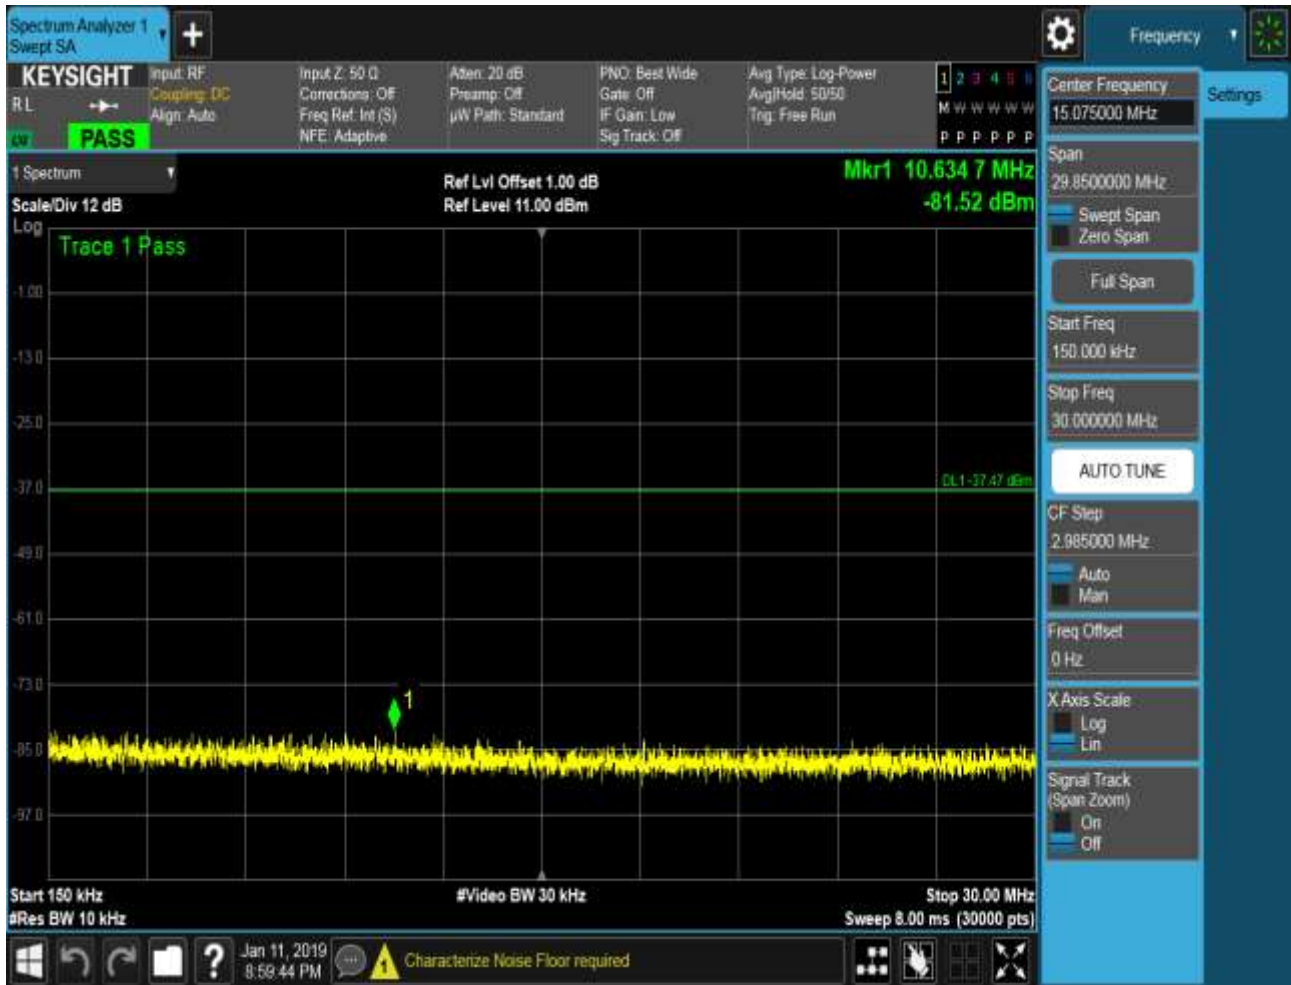 Spectrum Analyzer 1
Swept SA
+
Frequency
KEYSIGHT
RL
PASS
Input: RF
Coupling: DC
Align: Auto
Input Z: 50 Ω
Corrections: Off
Freq Ref: Int (S)
NFE: Adaptive
Atten: 20 dB
Preamp: Off
µW Path: Standard
PNO: Best Wide
Gate: Off
IF Gain: Low
Sig Track: Off
Avg Type: Log-Power
Avg|Hold: 50/50
Trig: Free Run
1 2 3 4 5 6
M W W W W W
P P P P P P
1 Spectrum
Scale/Div 12 dB
Ref Lvl Offset 1.00 dB
Ref Level 11.00 dBm
Mkr1 10.634 7 MHz
-81.52 dBm
Log
Trace 1 Pass
-1.00
-13.0
-25.0
-37.0
DL1 -37.47 dBm
-49.0
-61.0
-73.0
1
-85.0
-97.0
Start 150 kHz
#Res BW 10 kHz
#Video BW 30 kHz
Stop 30.00 MHz
Sweep 8.00 ms (30000 pts)
Center Frequency
15.075000 MHz
Settings
Span
29.8500000 MHz
Swept Span
Zero Span
Full Span
Start Freq
150.000 kHz
Stop Freq
30.000000 MHz
AUTO TUNE
CF Step
2.985000 MHz
Auto
Man
Freq Offset
0 Hz
X Axis Scale
Log
Lin
Signal Track
(Span Zoom)
On
Off
?
Jan 11, 2019
8:59:44 PM
1
Characterize Noise Floor required